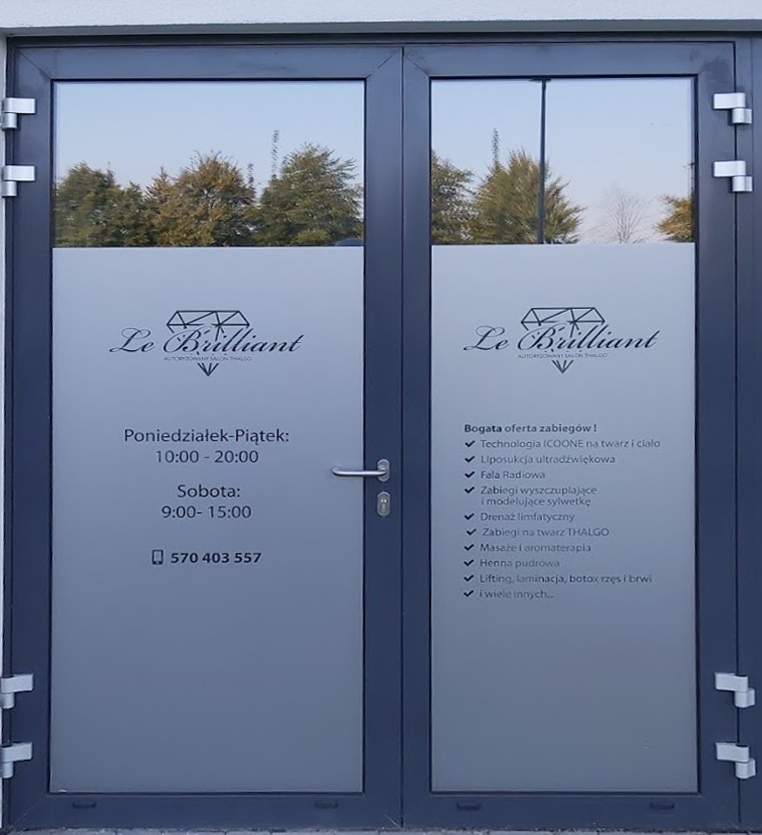 Le Brilliant
AUTORYZOWANY SALON THALGO
Poniedziałek-Piątek:
10:00 - 20:00
Sobota:
9:00- 15:00
570 403 557
Le Brilliant
AUTORYZOWANY SALON THALGO
Bogata oferta zabiegów !
Technologia ICOONE na twarz i ciało
Liposukcja ultradźwiękowa
Fala Radiowa
Zabiegi wyszczuplające
i modelujące sylwetkę
Drenaż limfatyczny
Zabiegi na twarz THALGO
Masaże i aromaterapia
Henna pudrowa
Lifting, laminacja, botox rzęs i brwi
i wiele innych...